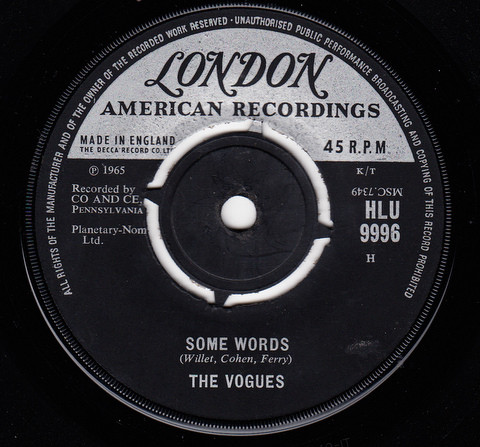 ALL RIGHTS OF THE MANUFACTURER AND OF THE OWNER OF THE RECORDED WORK RESERVED · UNAUTHORISED PUBLIC PERFORMANCE BROADCASTING AND COPYING OF THIS RECORD PROHIBITED
LONDON
AMERICAN RECORDINGS
MADE IN ENGLAND
THE DECCA RECORD CO. LTD
45 R.P.M.
℗ 1965
K/T
MSC.7349
Recorded by
CO AND CE,
PENNSYLVANIA
HLU
9996
Planetary-Nom
Ltd.
H
SOME WORDS
(Willet, Cohen, Ferry)
THE VOGUES